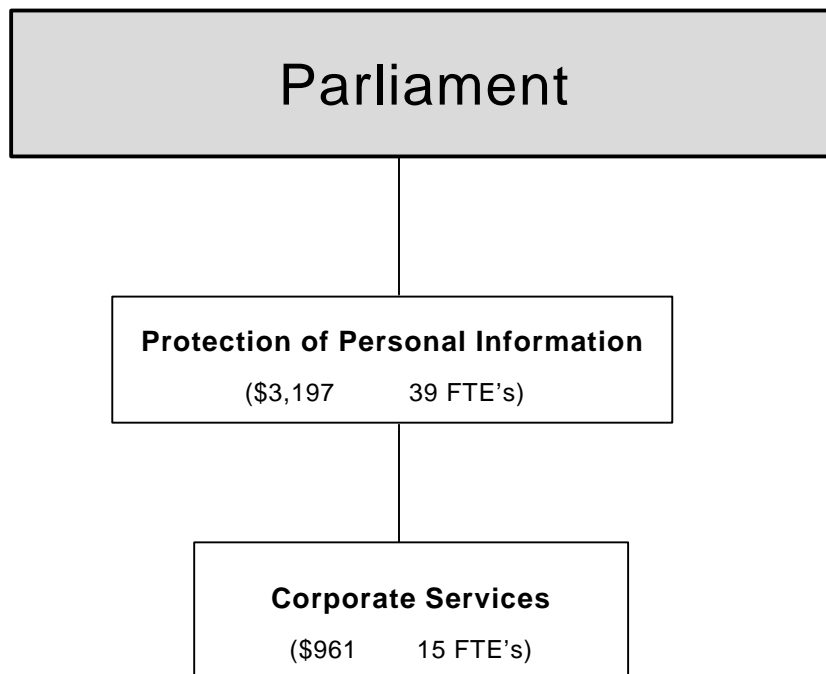 Parliament
Protection of Personal Information
($3,197 39 FTE’s)
Corporate Services
($961 15 FTE’s)